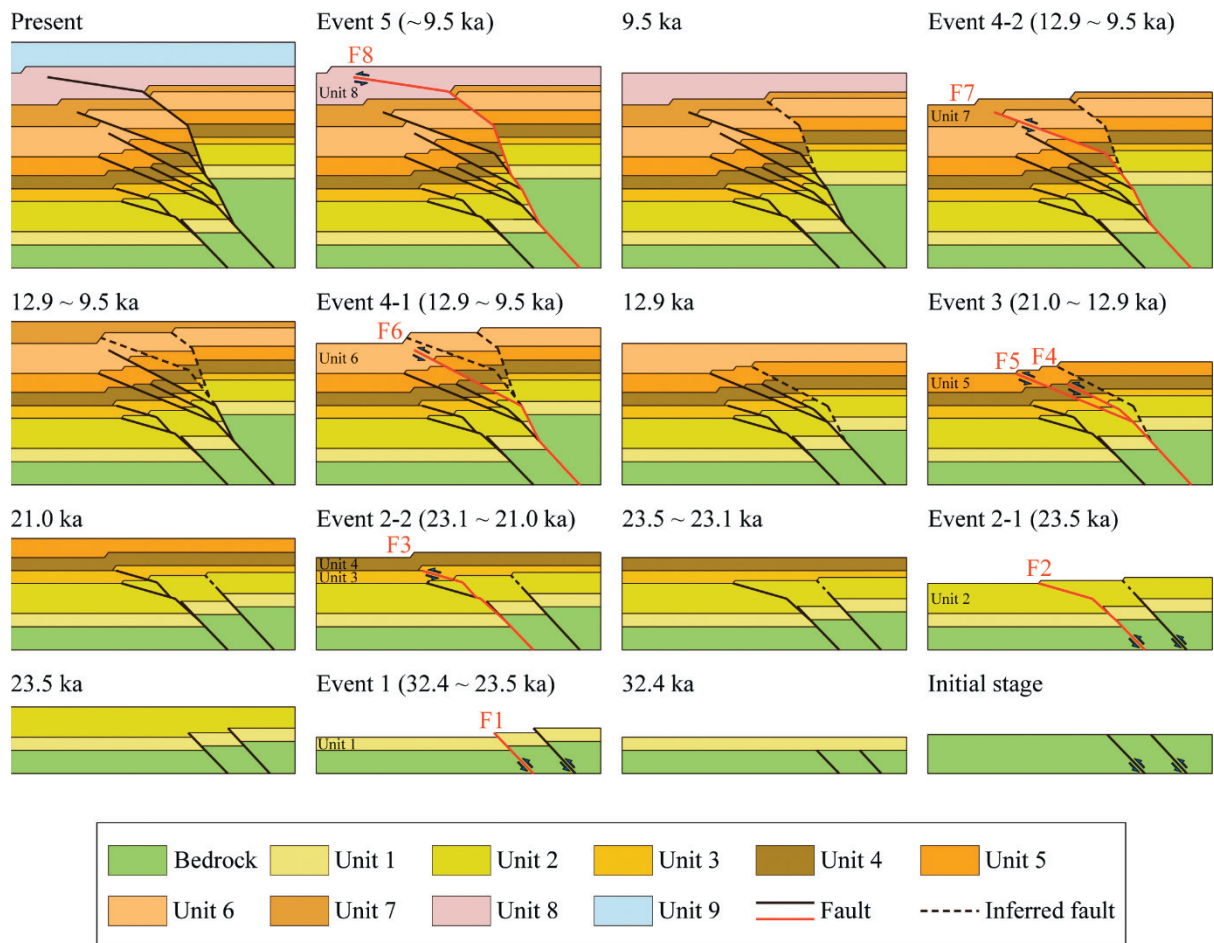 Present
Event 5 (~9.5 ka)
9.5 ka
Event 4-2 (12.9 ~ 9.5 ka)
F8
Unit 8
F7
Unit 7
12.9 ~ 9.5 ka
Event 4-1 (12.9 ~ 9.5 ka)
12.9 ka
Event 3 (21.0 ~ 12.9 ka)
F6
Unit 6
F5 F4
Unit 5
21.0 ka
Event 2-2 (23.1 ~ 21.0 ka)
23.5 ~ 23.1 ka
Event 2-1 (23.5 ka)
F3
Unit 4
Unit 3
F2
Unit 2
23.5 ka
Event 1 (32.4 ~ 23.5 ka)
32.4 ka
Initial stage
F1
Unit 1
Bedrock Unit 1 Unit 2 Unit 3 Unit 4 Unit 5
Unit 6 Unit 7 Unit 8 Unit 9 Fault Inferred fault